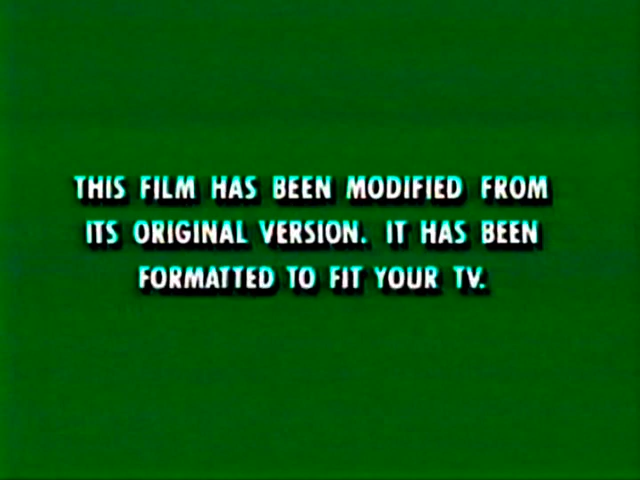 THIS FILM HAS BEEN MODIFIED FROM
ITS ORIGINAL VERSION. IT HAS BEEN
FORMATTED TO FIT YOUR TV.